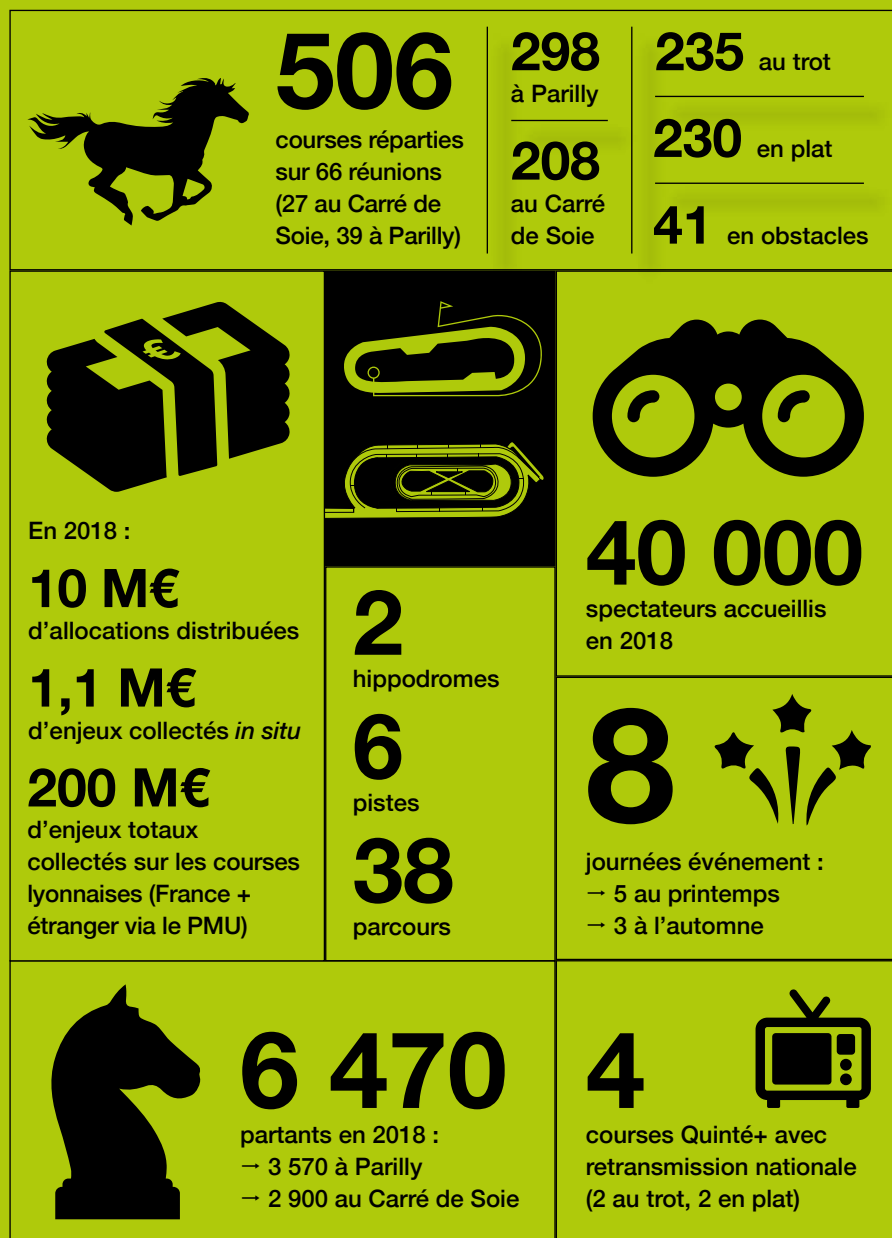 506
courses réparties
sur 66 réunions
(27 au Carré de
Soie, 39 à Parilly)
298
à Parilly
208
au Carré
de Soie
235 au trot
230 en plat
41 en obstacles
€
En 2018 :
10 M€
d’allocations distribuées
1,1 M€
d’enjeux collectés in situ
200 M€
d’enjeux totaux
collectés sur les courses
lyonnaises (France +
étranger via le PMU)
2
hippodromes
6
pistes
38
parcours
40 000
spectateurs accueillis
en 2018
8
journées événement :
→ 5 au printemps
→ 3 à l’automne
6 470
partants en 2018 :
→ 3 570 à Parilly
→ 2 900 au Carré de Soie
4
courses Quinté+ avec
retransmission nationale
(2 au trot, 2 en plat)